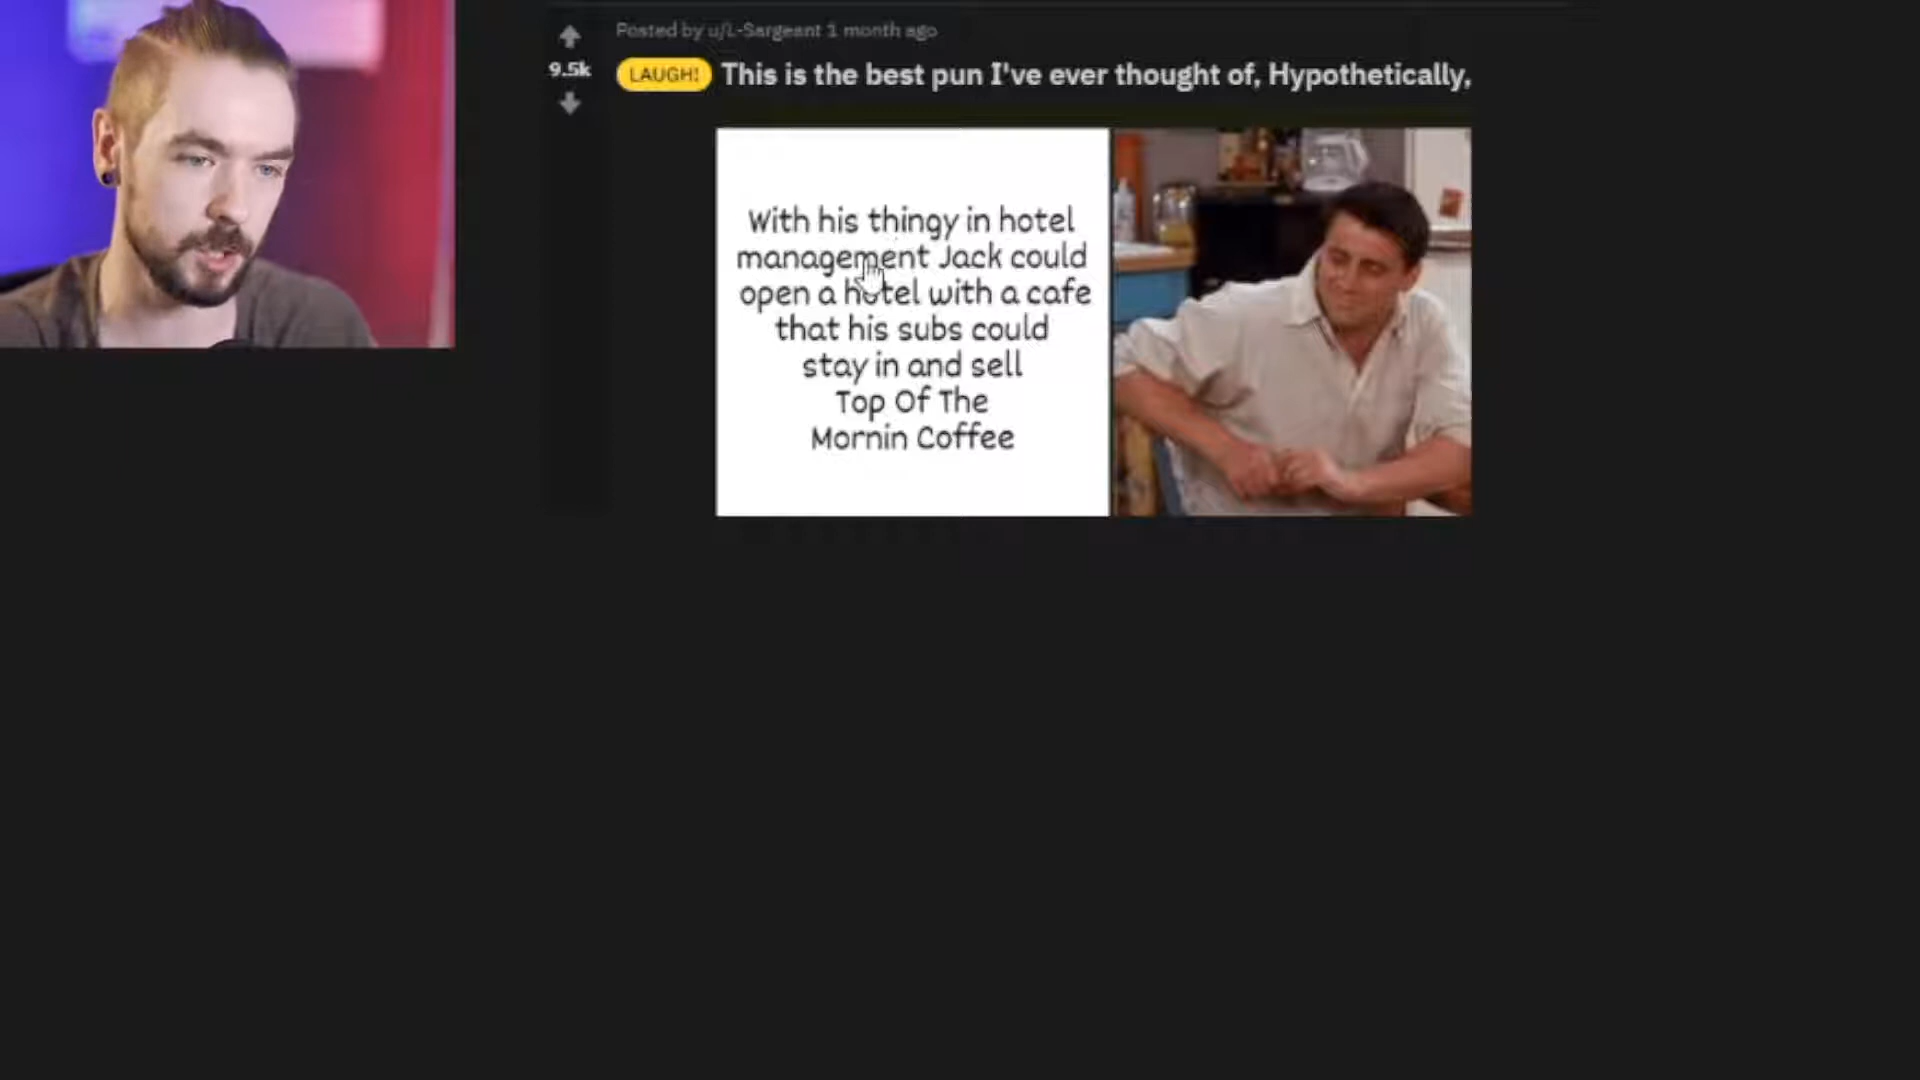 Posted by u/L-Sargeant 1 month ago
9.5k
LAUGH! This is the best pun I've ever thought of, Hypothetically,
With his thingy in hotel
management Jack could
open a hotel with a cafe
that his subs could
stay in and sell
Top Of The
Mornin Coffee